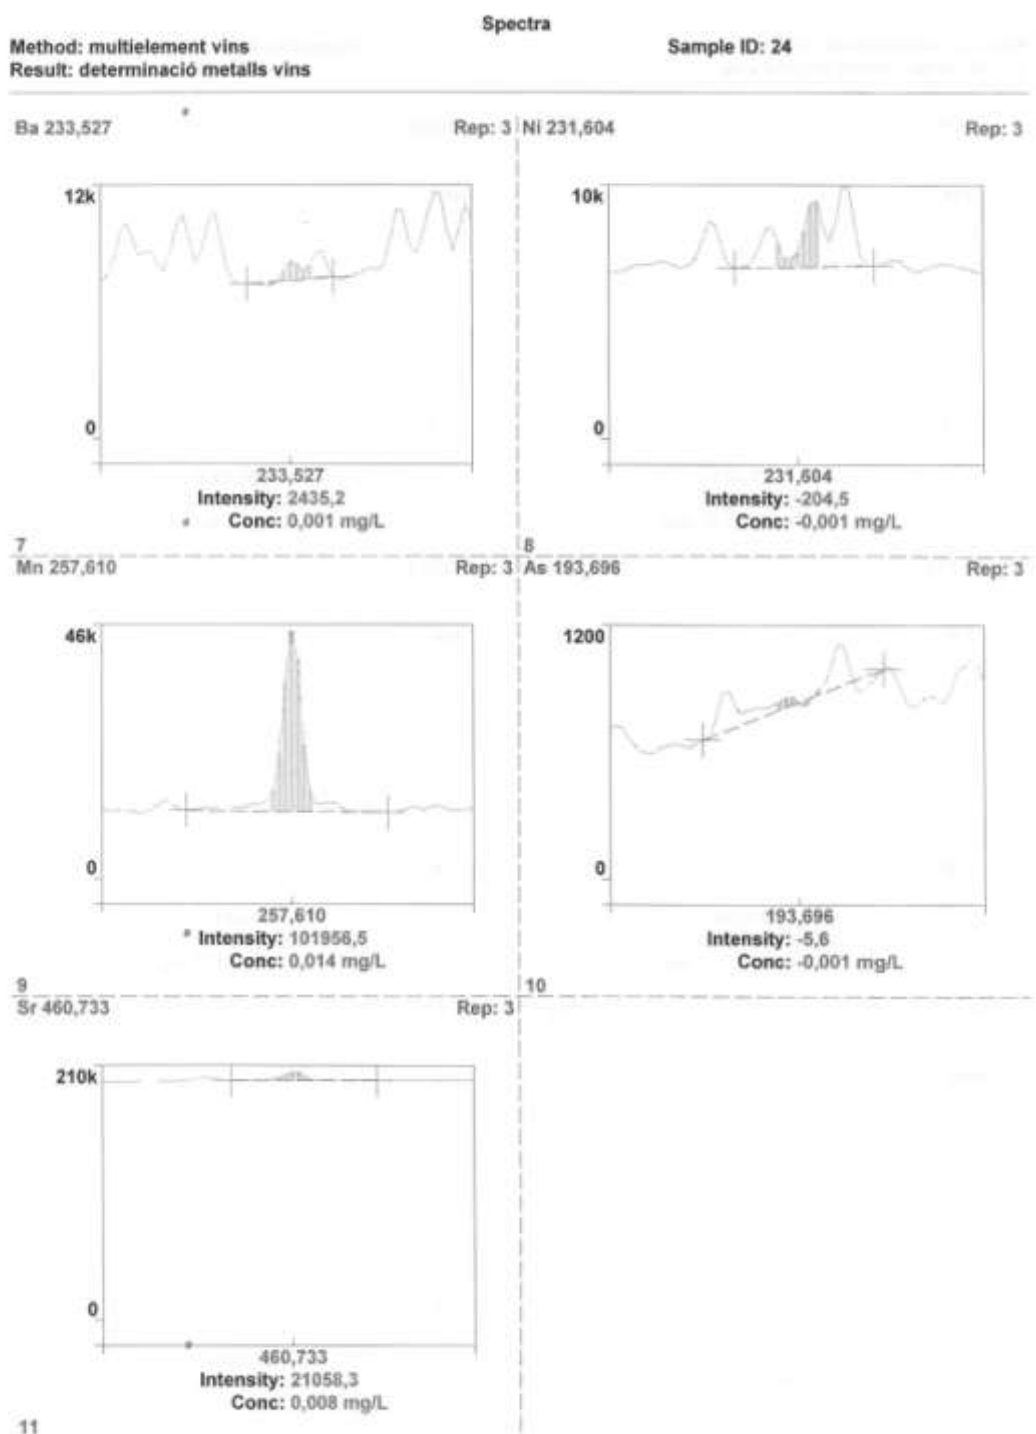 Spectra
Method: multielement vins
Sample ID: 24
Result: determinació metalls vins
Ba 233,527
Rep: 3
12k
0
233,527
Intensity: 2435,2
Conc: 0,001 mg/L
7
Ni 231,604
Rep: 3
10k
0
231,604
Intensity: -204,5
Conc: -0,001 mg/L
8
Mn 257,610
Rep: 3
46k
0
257,610
Intensity: 101956,5
Conc: 0,014 mg/L
9
As 193,696
Rep: 3
1200
0
193,696
Intensity: -5,6
Conc: -0,001 mg/L
10
Sr 460,733
Rep: 3
210k
0
460,733
Intensity: 21058,3
Conc: 0,008 mg/L
11